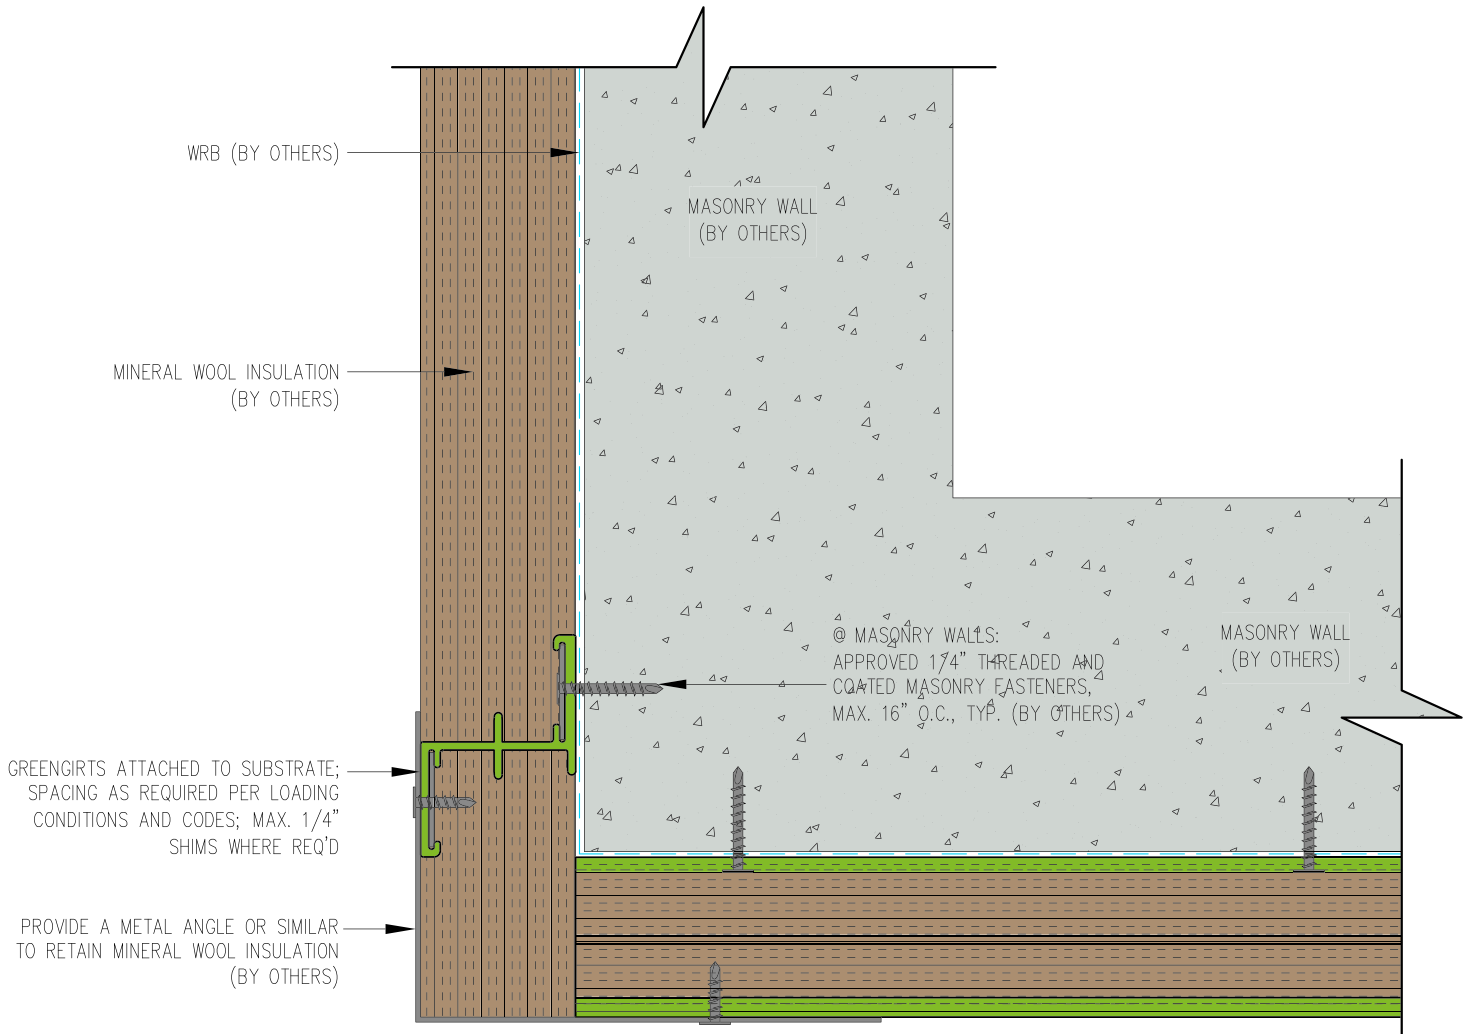 WRB (BY OTHERS)
MASONRY WALL
(BY OTHERS)
MINERAL WOOL INSULATION
(BY OTHERS)
@ MASONRY WALLS:
APPROVED 1/4" THREADED AND
COATED MASONRY FASTENERS,
MAX. 16" O.C., TYP. (BY OTHERS)
MASONRY WALL
(BY OTHERS)
GREENGIRTS ATTACHED TO SUBSTRATE;
SPACING AS REQUIRED PER LOADING
CONDITIONS AND CODES; MAX. 1/4"
SHIMS WHERE REQ'D
PROVIDE A METAL ANGLE OR SIMILAR
TO RETAIN MINERAL WOOL INSULATION
(BY OTHERS)